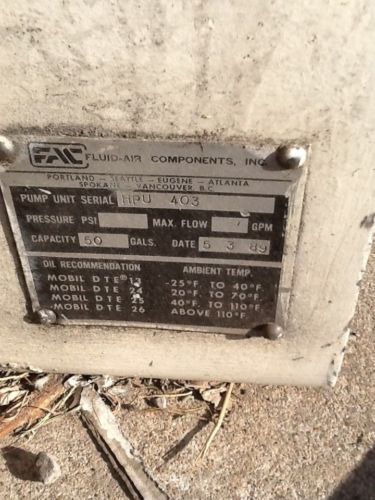 FAC FLUID-AIR COMPONENTS, INC
PORTLAND - SEATTLE - EUGENE - ATLANTA
SPOKANE - VANCOUVER, B.C.
PUMP UNIT SERIAL HPU 403
PRESSURE PSI MAX. FLOW GPM
CAPACITY 50 GALS. DATE 5 3 89
OIL RECOMMENDATION AMBIENT TEMP.
MOBIL DTE 13 -25°F. TO 40°F.
MOBIL DTE 24 20°F. TO 70°F.
MOBIL DTE 25 40°F. TO 110°F.
MOBIL DTE 26 ABOVE 110°F.